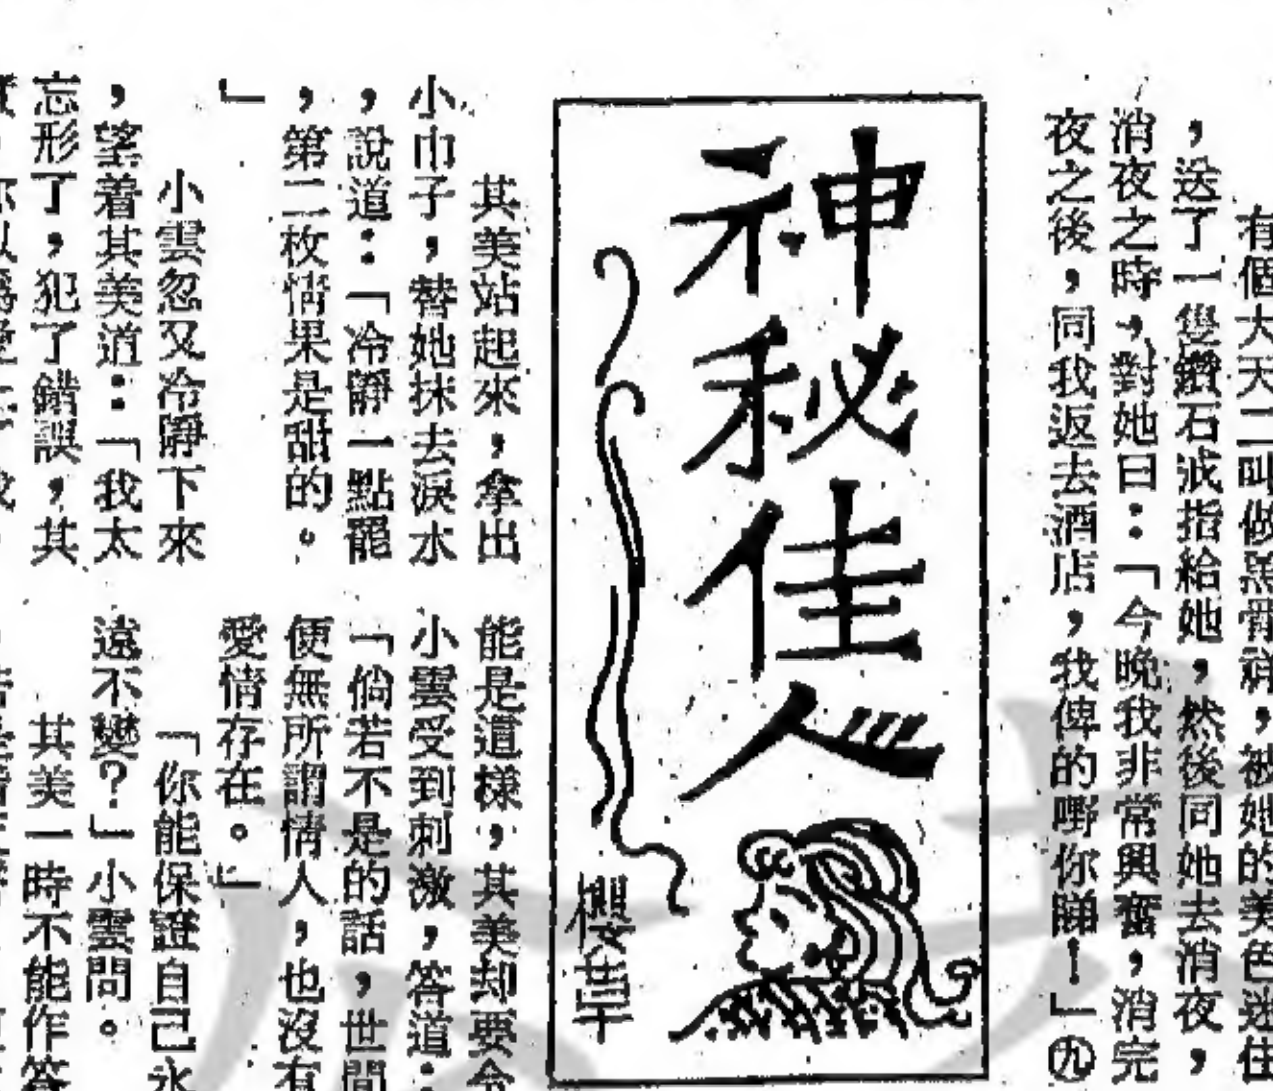 有個大天二叫做黑骨祥，被她的美色迷住
，送了一隻鑽石戒指給她，然後同她去消夜，
消夜之時，對她曰：「今晚我非常興奮，消完
夜之後，同我返去酒店，我俾的嘢你睇！」九
神秘佳人
其美站起來，拿出
小巾子，替她抹去淚水
，說道：「冷靜一點罷
，第二枚情果是甜的。
」
小雲忽又冷靜下來
，望着其美道：「我太
忘形了，犯了錯誤，其
能是這樣，其美却要令
小雲受到刺激，答道：
「倘若不是的話，世間
便無所謂情人，也沒有
愛情存在。」
「你能保證自己永
遠不變？」小雲問。
其美一時不能作答